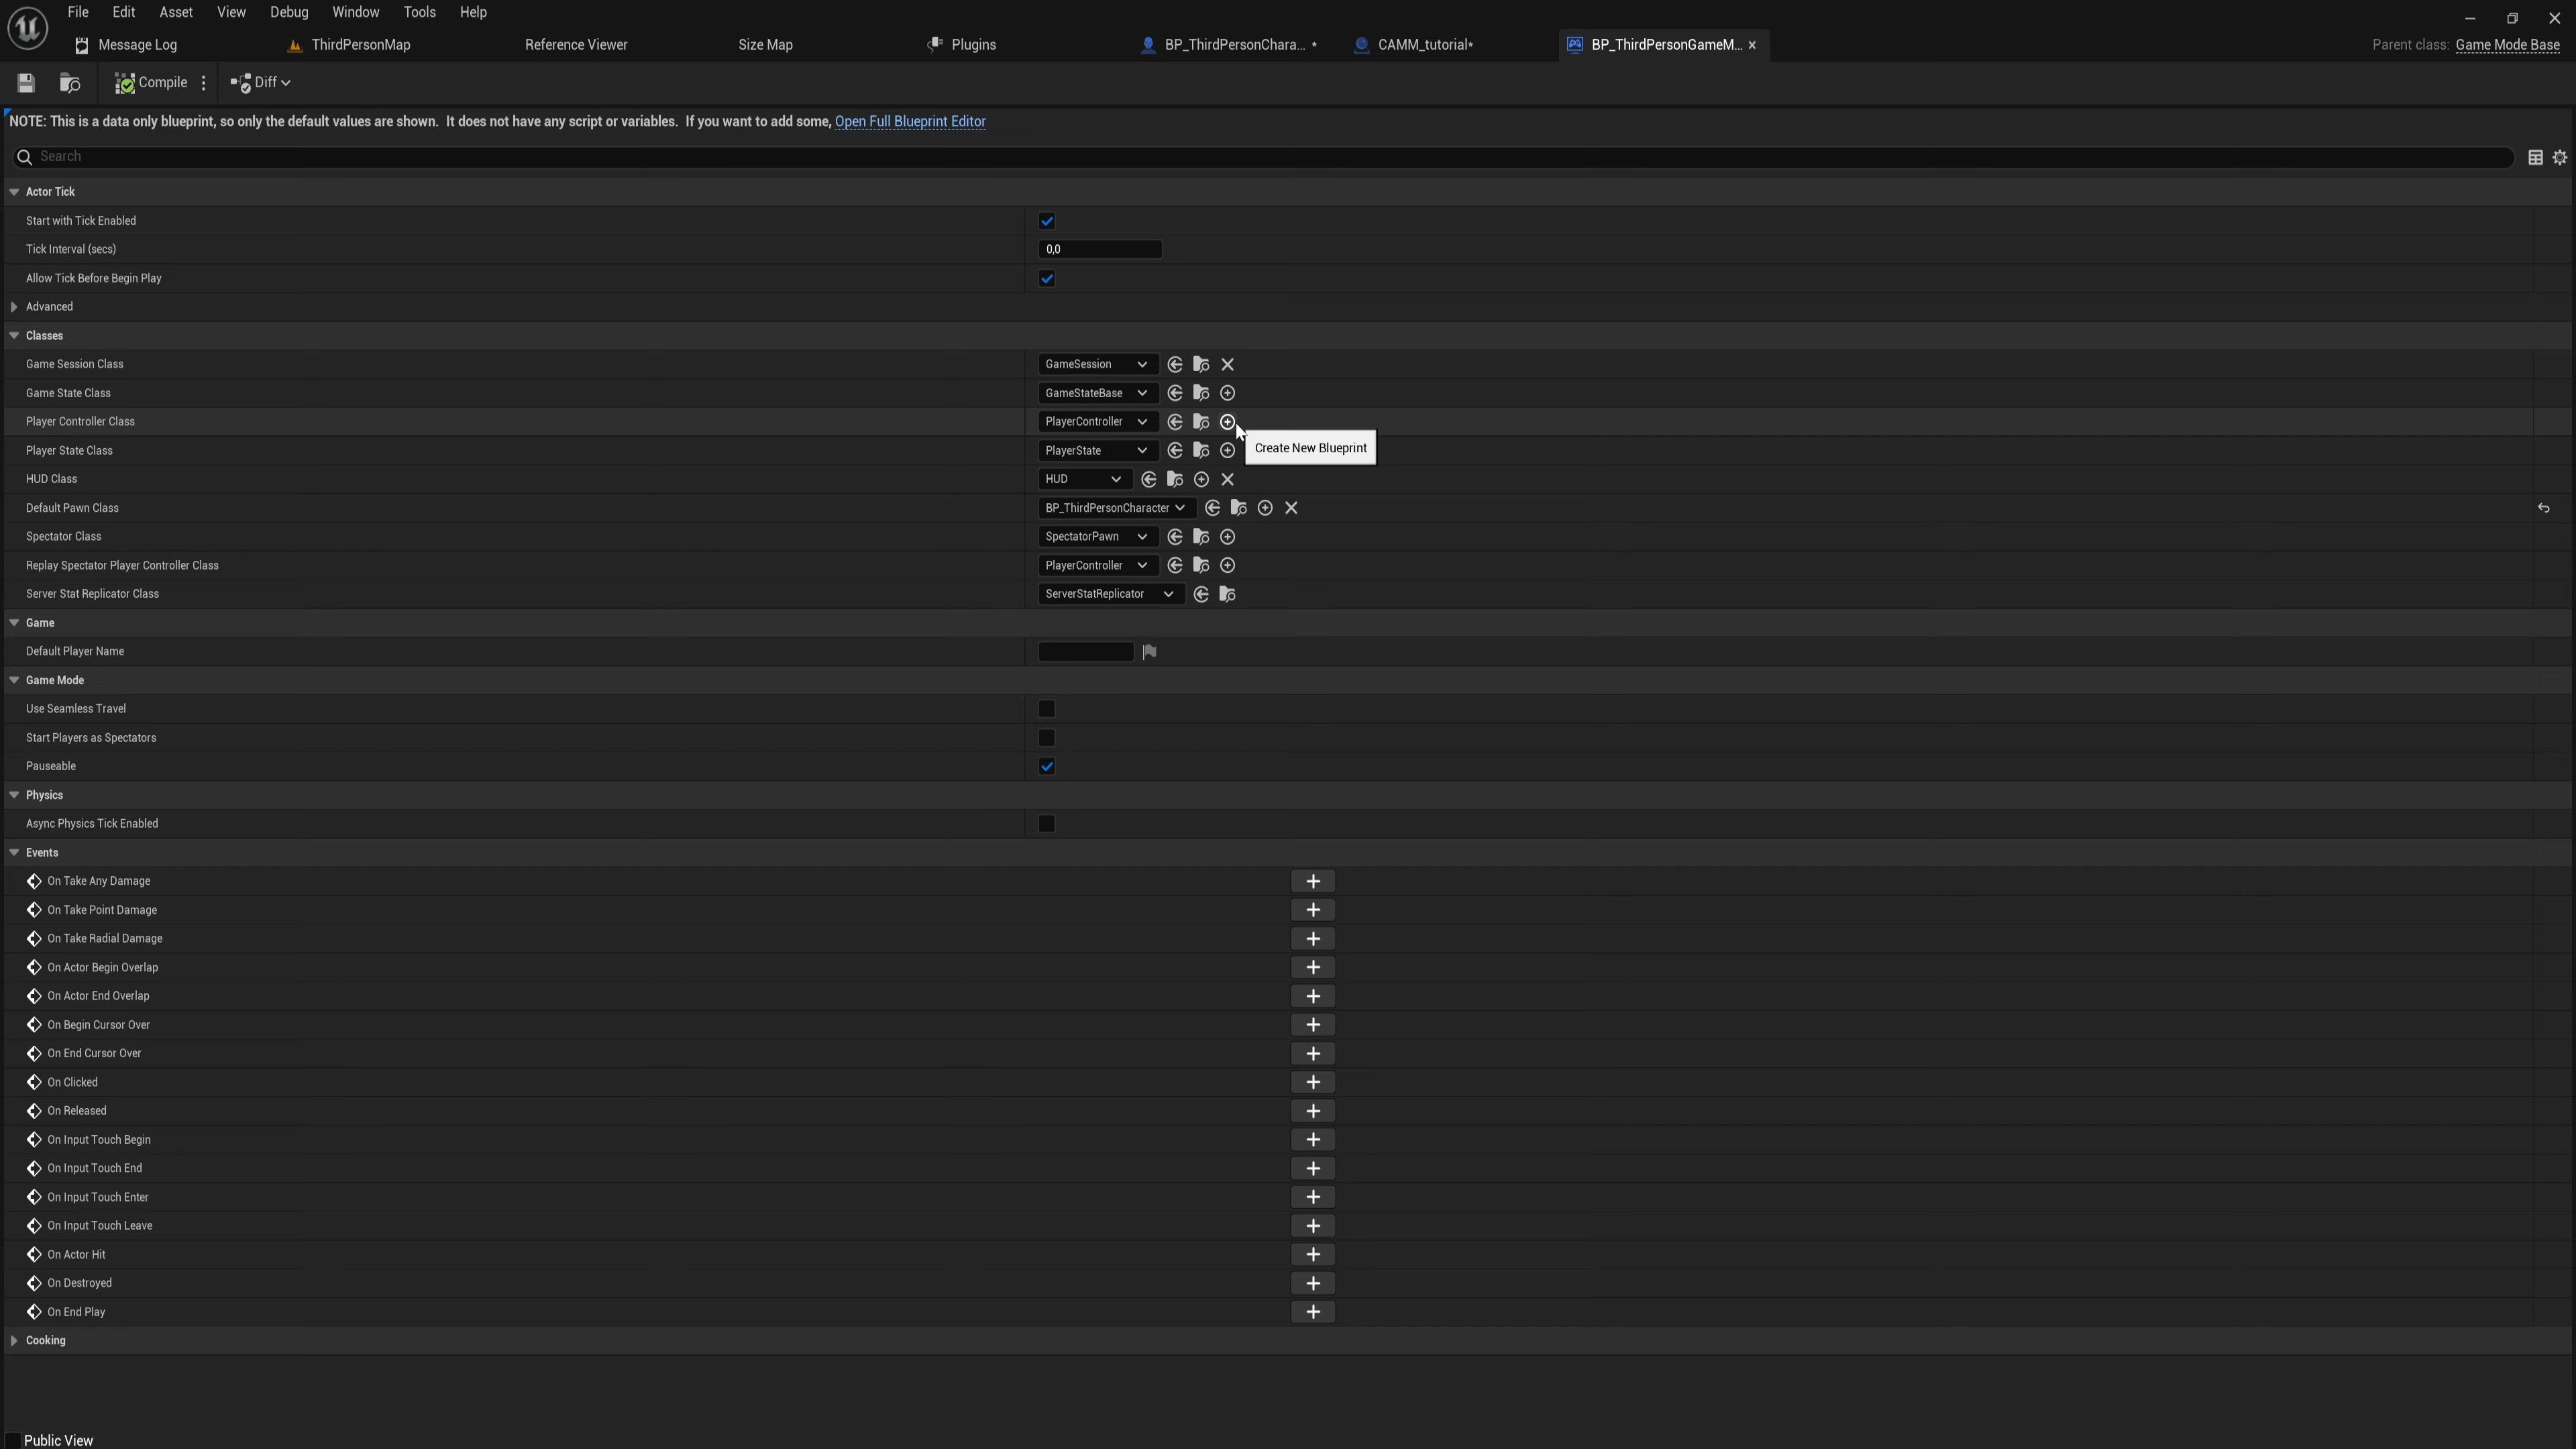 File Edit Asset View Debug Window Tools Help
Message Log ThirdPersonMap Reference Viewer Size Map Plugins BP_ThirdPersonChara... * CAMM_tutorial* BP_ThirdPersonGameM... Parent class: Game Mode Base
Compile Diff
NOTE: This is a data only blueprint, so only the default values are shown. It does not have any script or variables. If you want to add some, Open Full Blueprint Editor
Search
Actor Tick
Start with Tick Enabled
Tick Interval (secs) 0,0
Allow Tick Before Begin Play
Advanced
Classes
Game Session Class GameSession
Game State Class GameStateBase
Player Controller Class PlayerController
Create New Blueprint
Player State Class PlayerState
HUD Class HUD
Default Pawn Class BP_ThirdPersonCharacter
Spectator Class SpectatorPawn
Replay Spectator Player Controller Class PlayerController
Server Stat Replicator Class ServerStatReplicator
Game
Default Player Name
Game Mode
Use Seamless Travel
Start Players as Spectators
Pauseable
Physics
Async Physics Tick Enabled
Events
On Take Any Damage
On Take Point Damage
On Take Radial Damage
On Actor Begin Overlap
On Actor End Overlap
On Begin Cursor Over
On End Cursor Over
On Clicked
On Released
On Input Touch Begin
On Input Touch End
On Input Touch Enter
On Input Touch Leave
On Actor Hit
On Destroyed
On End Play
Cooking
Public View